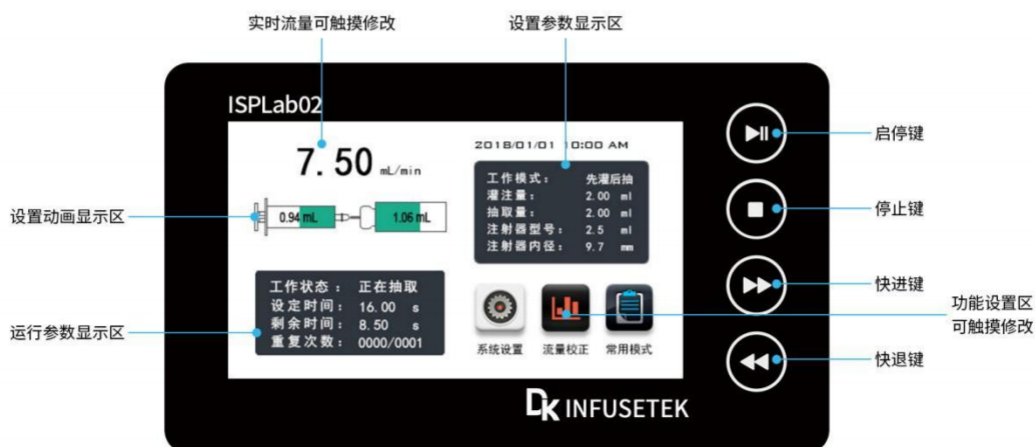 实时流量可触摸修改
设置参数显示区
ISPLab02
7.50 mL/min
2018/01/01 10:00 AM
工作模式： 先灌后抽
灌注量： 2.00 ml
抽取量： 2.00 ml
注射器型号： 2.5 ml
注射器内径： 9.7 mm
启停键
设置动画显示区
0.94 mL
1.06 mL
停止键
工作状态： 正在抽取
设定时间： 16.00 s
剩余时间： 8.50 s
重复次数： 0000/0001
快进键
运行参数显示区
系统设置
流量校正
常用模式
功能设置区
可触摸修改
快退键
DK INFUSETEK